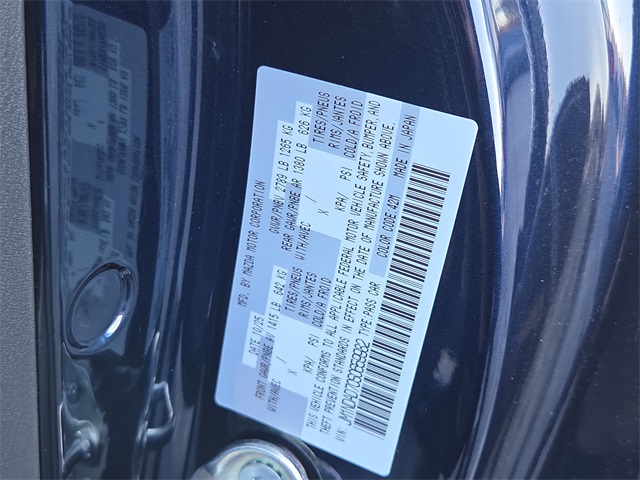 MFD. BY MAZDA MOTOR CORPORATION
DATE 10/25 GVWR/PNBV 2789 LB 1265 KG
FRONT GAWR/PNBE AV 1415 LB 642 KG REAR GAWR/PNBE AR 1380 LB 626 KG
WITH/AVEC TIRES/PNEUS WITH/AVEC TIRES/PNEUS
X RIMS/JANTES X RIMS/JANTES
KPA/ PSI COLD/A FROID KPA/ PSI COLD/A FROID
THIS VEHICLE CONFORMS TO ALL APPLICABLE FEDERAL MOTOR VEHICLE SAFETY, BUMPER, AND
THEFT PREVENTION STANDARDS IN EFFECT ON THE DATE OF MANUFACTURE SHOWN ABOVE
VIN: TYPE:PASS CAR COLOR CODE:42M MADE IN JAPAN